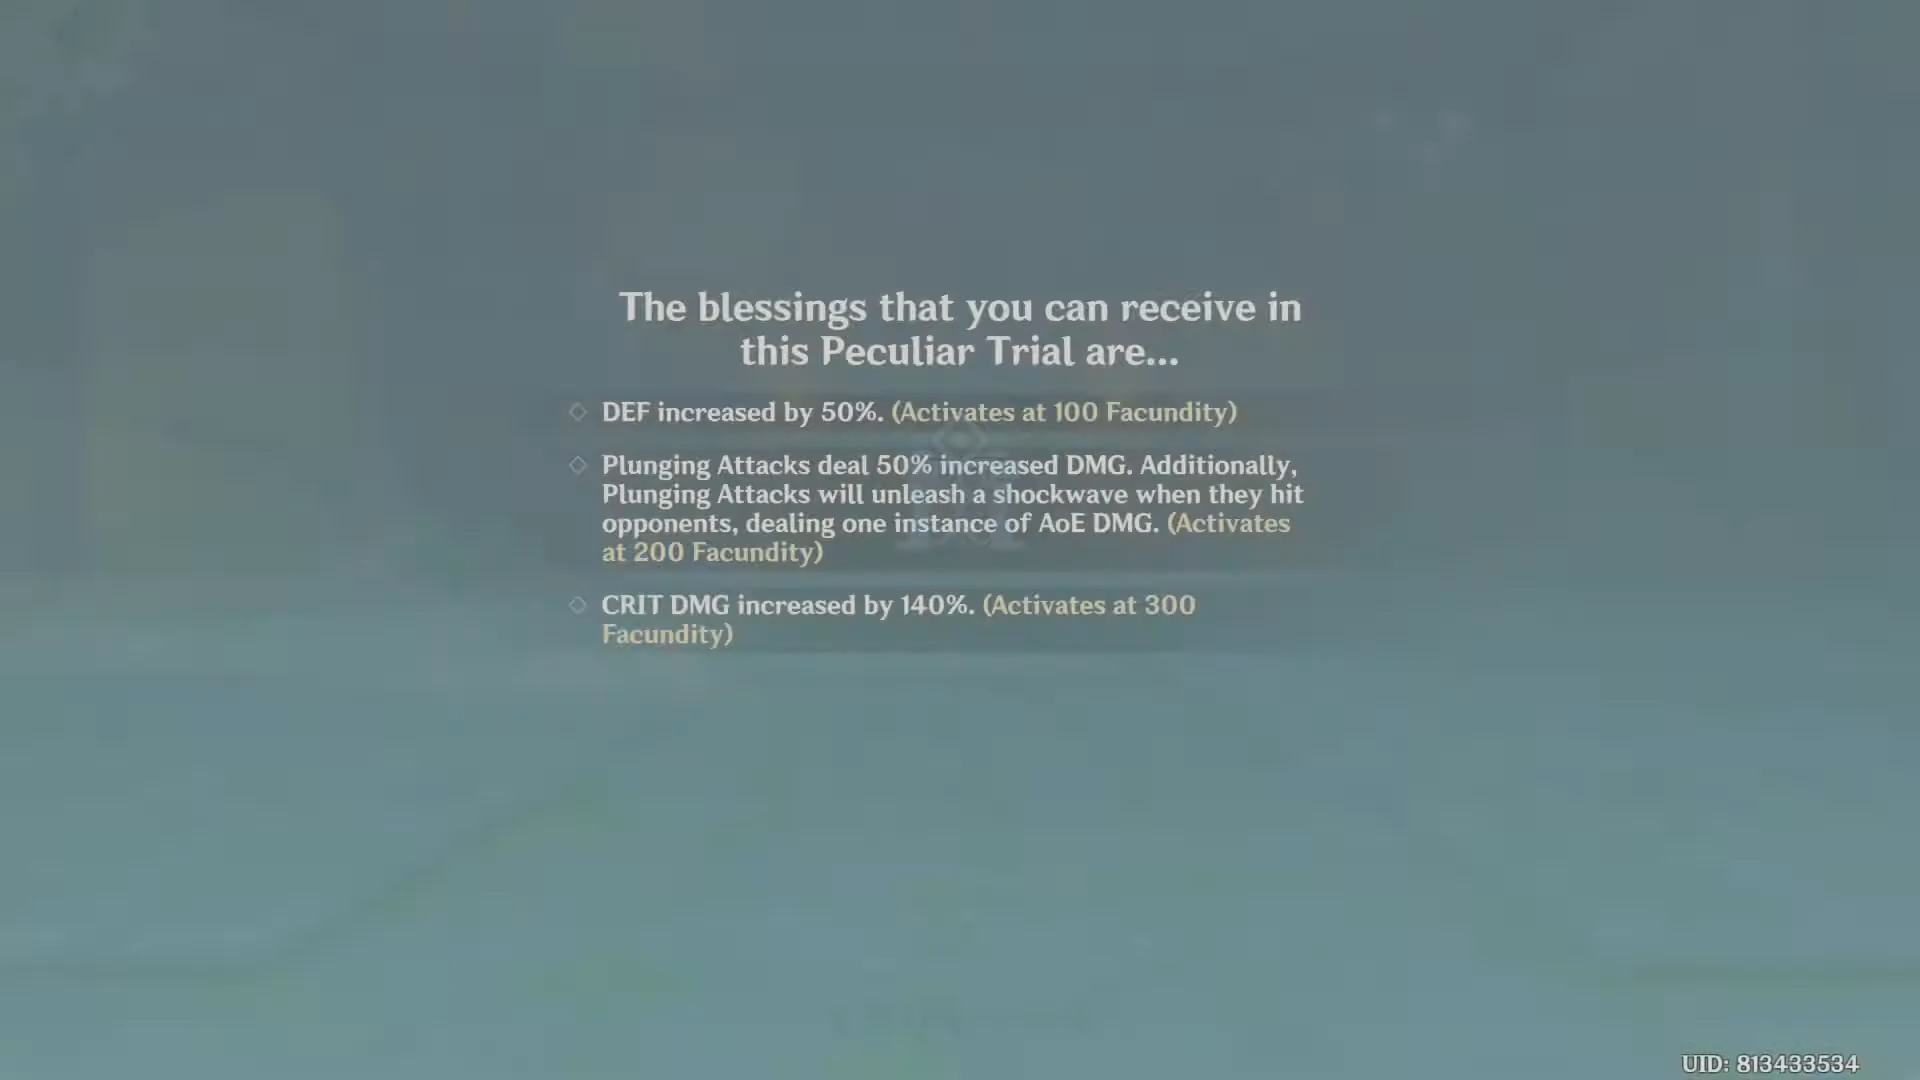 The blessings that you can receive in
this Peculiar Trial are...
DEF increased by 50%. (Activates at 100 Facundity)
Plunging Attacks deal 50% increased DMG. Additionally,
Plunging Attacks will unleash a shockwave when they hit
opponents, dealing one instance of AoE DMG. (Activates
at 200 Facundity)
CRIT DMG increased by 140%. (Activates at 300
Facundity)
UID: 813433534